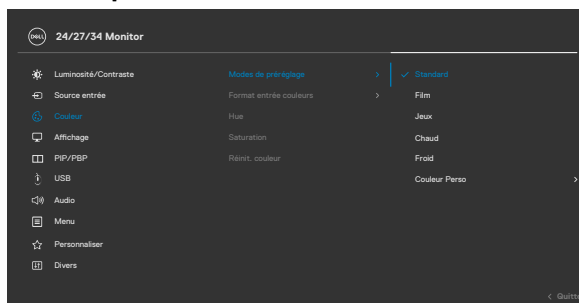 DELL
24/27/34 Monitor
Luminosité/Contraste
Modes de préréglage
Standard
Source entrée
Format entrée couleurs
Film
Couleur
Hue
Jeux
Affichage
Saturation
Chaud
PIP/PBP
Réinit. couleur
Froid
USB
Couleur Perso
Audio
Menu
Personnaliser
Divers